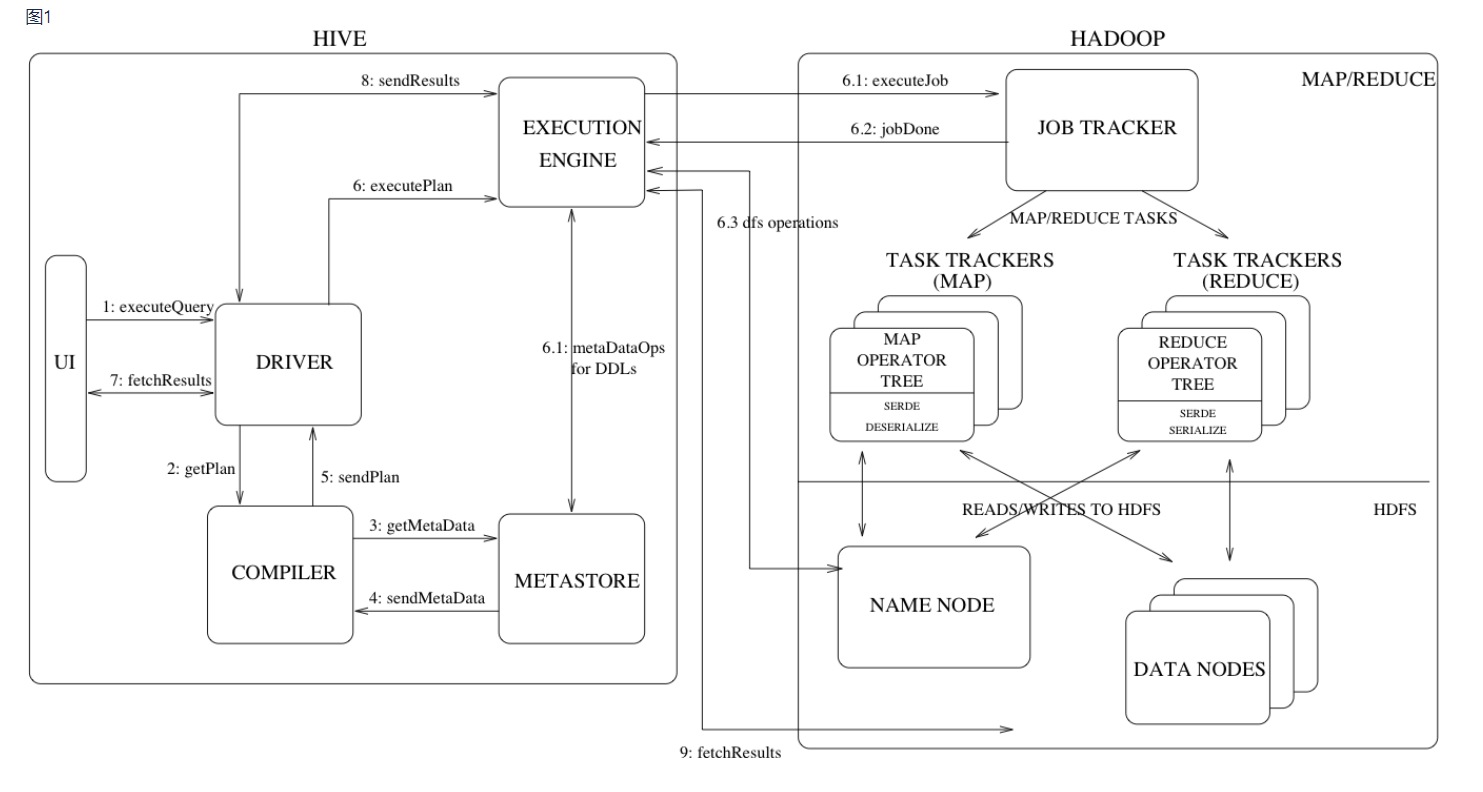 图1
HIVE
HADOOP
MAP/REDUCE
8: sendResults
6.1: executeJob
EXECUTION
ENGINE
JOB TRACKER
6.2: jobDone
6: executePlan
6.3 dfs operations
MAP/REDUCE TASKS
TASK TRACKERS
(MAP)
TASK TRACKERS
(REDUCE)
1: executeQuery
UI
DRIVER
6.1: metaDataOps
for DDLs
MAP
OPERATOR
TREE
SERDE
DESERIALIZE
REDUCE
OPERATOR
TREE
SERDE
SERIALIZE
7: fetchResults
2: getPlan
5: sendPlan
READS/WRITES TO HDFS
HDFS
3: getMetaData
COMPILER
METASTORE
4: sendMetaData
NAME NODE
DATA NODES
9: fetchResults